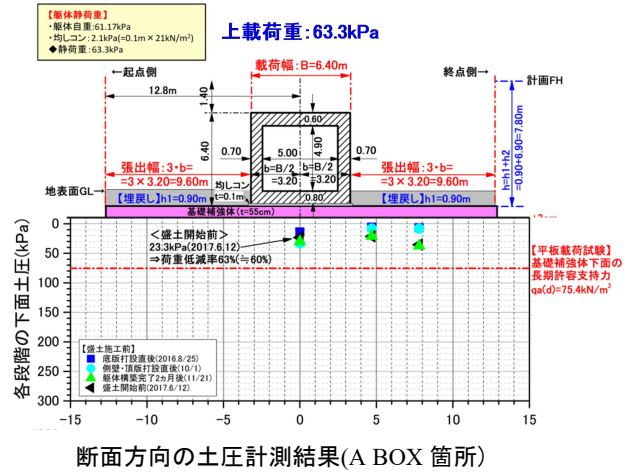 【躯体荷重】
・躯体自重:61.17kPa
・均しコン:2.1kPa(=0.1m×21kN/m²)
◆静荷重:63.3kPa
上載荷重:63.3kPa
載荷幅:B=6.40m
←起点側
終点側→
計画FH
12.8m
1.40
6.40
0.60
4.90
0.70
5.00
0.70
b=B/2
=3.20
b=B/2
=3.20
0.80
張出幅:3・b=
=3×3.20=9.60m
張出幅:3・b=
=3×3.20=9.60m
均しコン
t=0.1m
地表面GL→
【埋戻し】h1=0.90m
【埋戻し】h1=0.90m
h=h1+h2
=0.90+6.90=7.80m
基礎補強体(t=55cm)
各段階の下面土圧(kPa)
0
50
100
150
200
250
300
<盛土開始前>
23.3kPa(2017.6.12)
⇒荷重低減率63%(≒60%)
【平板載荷試験】
基礎補強体下面の
長期許容支持力
qa(d)=75.4kN/m²
【盛土施工前】
底版打設直後(2016.8/25)
側壁・頂版打設直後(10/1)
躯体構築完了2ヵ月後(11/21)
盛土開始前(2017.6/12)
-15
-10
-5
0
5
10
15
断面方向の土圧計測結果(A BOX 箇所)